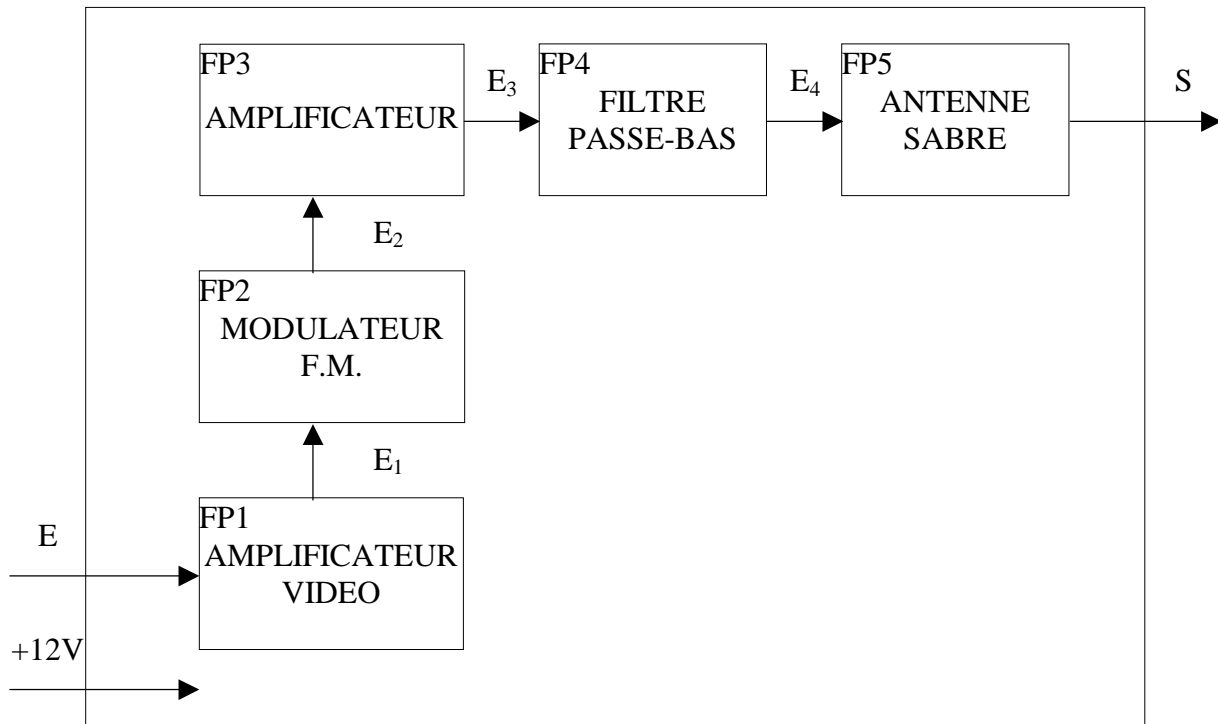 FP3
AMPLIFICATEUR
E₃
FP4
FILTRE
PASSE-BAS
E₄
FP5
ANTENNE
SABRE
S
E₂
FP2
MODULATEUR
F.M.
E₁
FP1
AMPLIFICATEUR
VIDEO
E
+12V